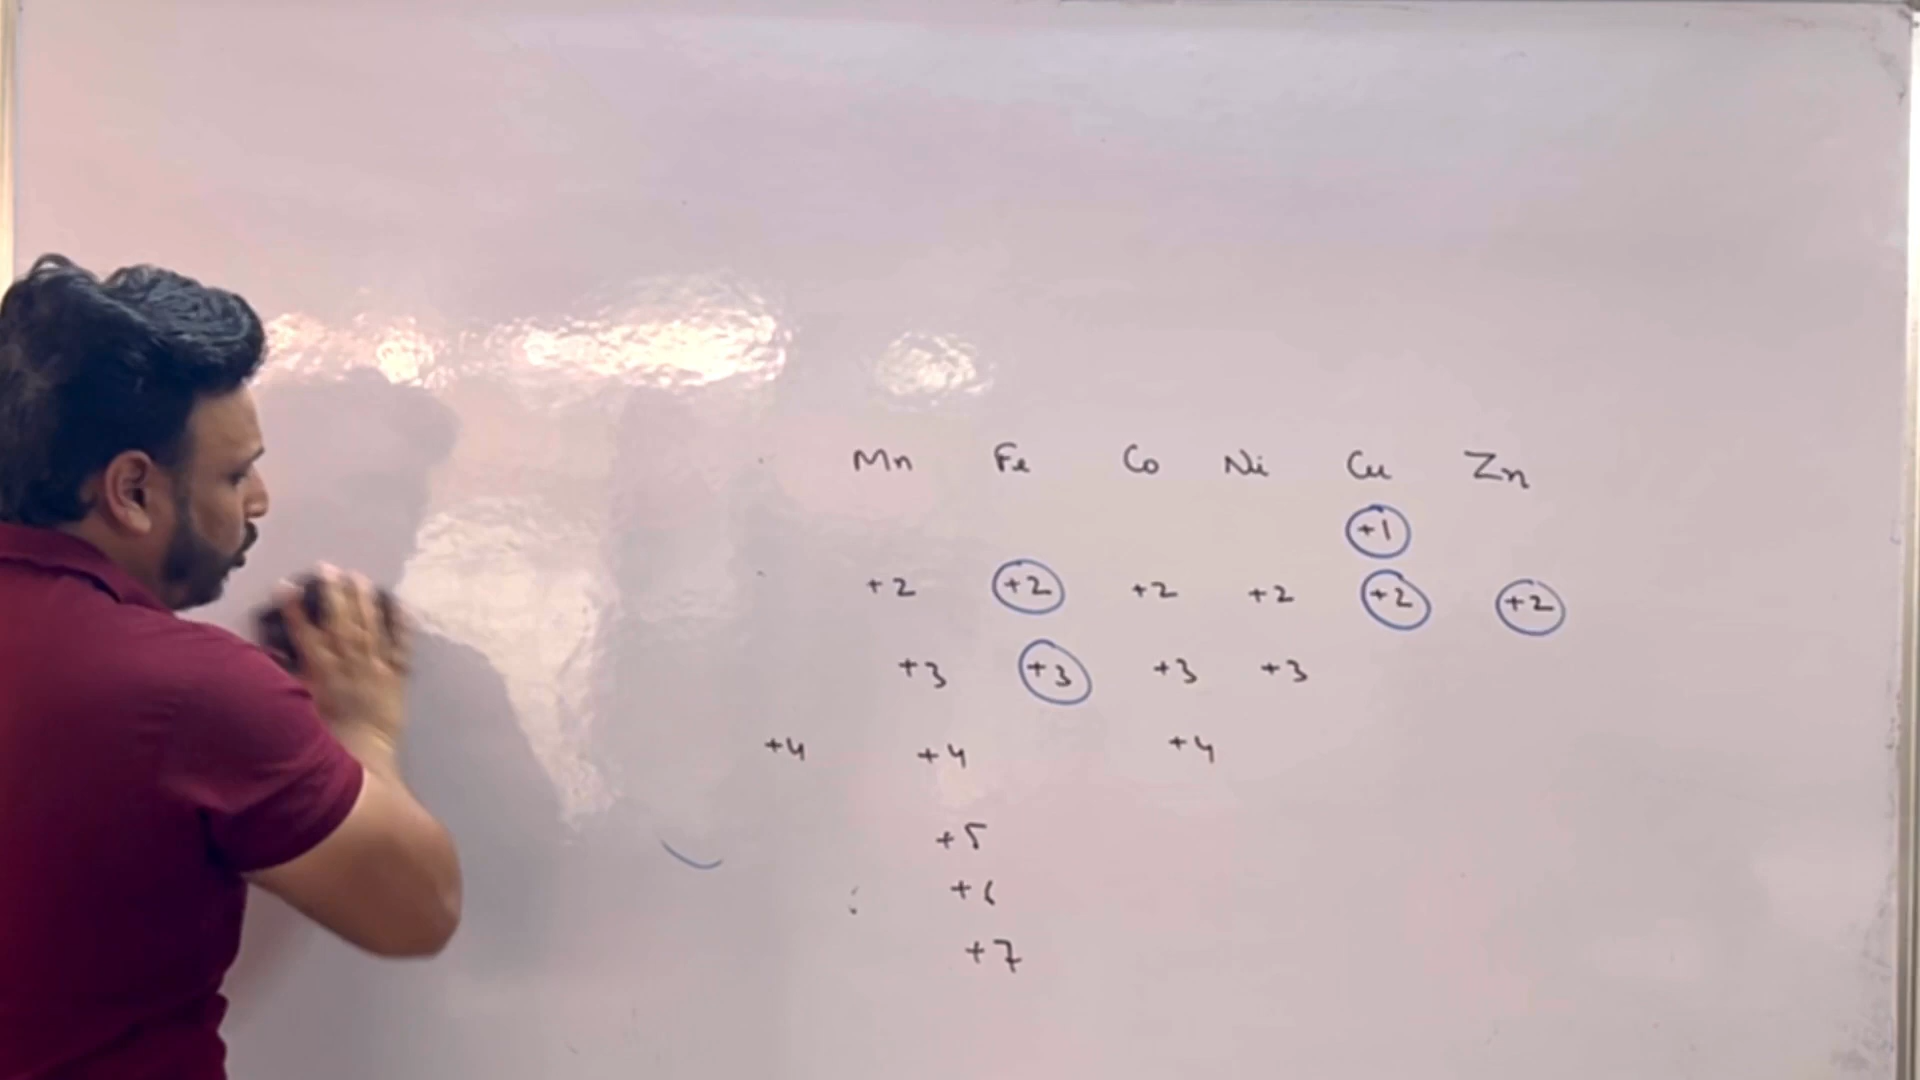 Mn Fe Co Ni Cu Zn
+1
+2 +2 +2 +2 +2 +2
+3 +3 +3 +3
+4 +4 +4
+5
+6
+7